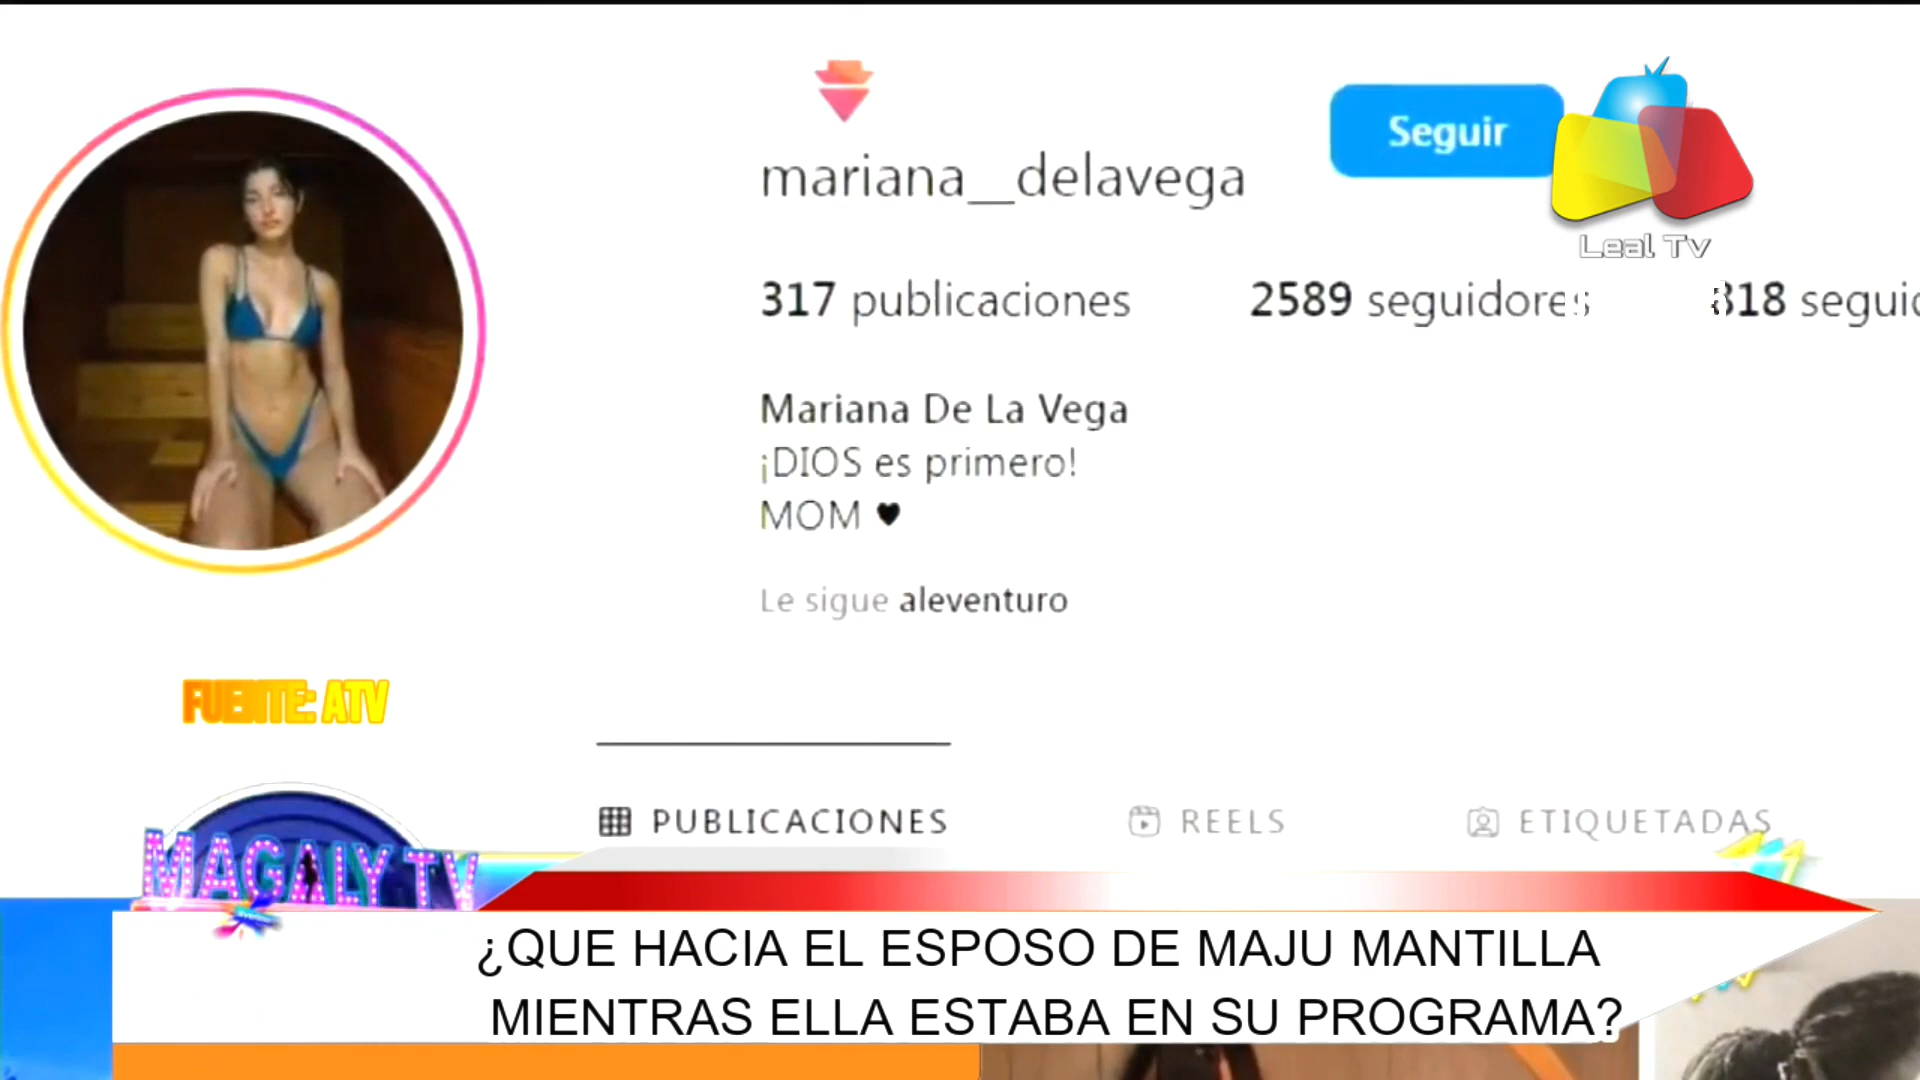 Seguir
mariana__delavega
Leal Tv
317 publicaciones 2589 seguidores 818 seguid
Mariana De La Vega
¡DIOS es primero!
MOM ♥
Le sigue aleventuro
FUENTE: ATV
PUBLICACIONES REELS ETIQUETADAS
MAGALY TV
¿QUE HACIA EL ESPOSO DE MAJU MANTILLA
MIENTRAS ELLA ESTABA EN SU PROGRAMA?